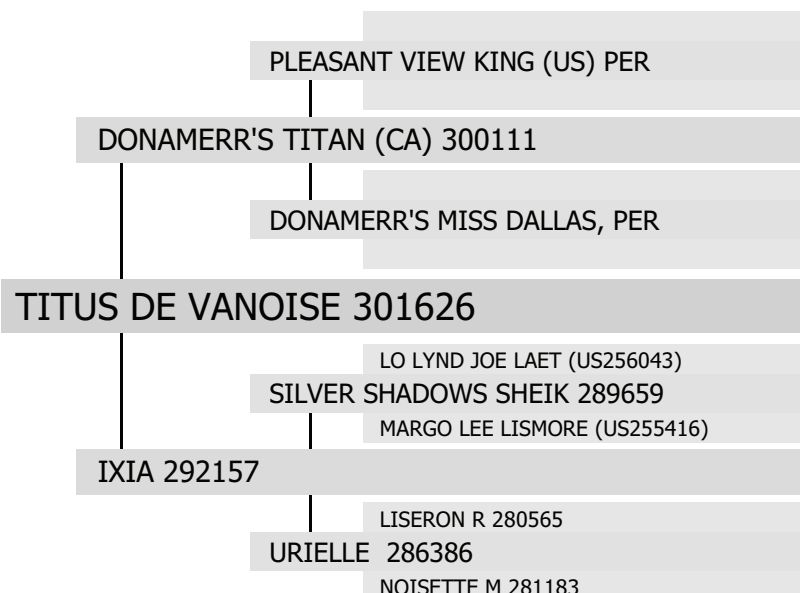 PLEASANT VIEW KING (US) PER
DONAMERR'S TITAN (CA) 300111
DONAMERR'S MISS DALLAS, PER
TITUS DE VANOISE 301626
LO LYND JOE LAET (US256043)
SILVER SHADOWS SHEIK 289659
MARGO LEE LISMORE (US255416)
IXIA 292157
LISERON R 280565
URIELLE  286386
NOISETTE M 281183